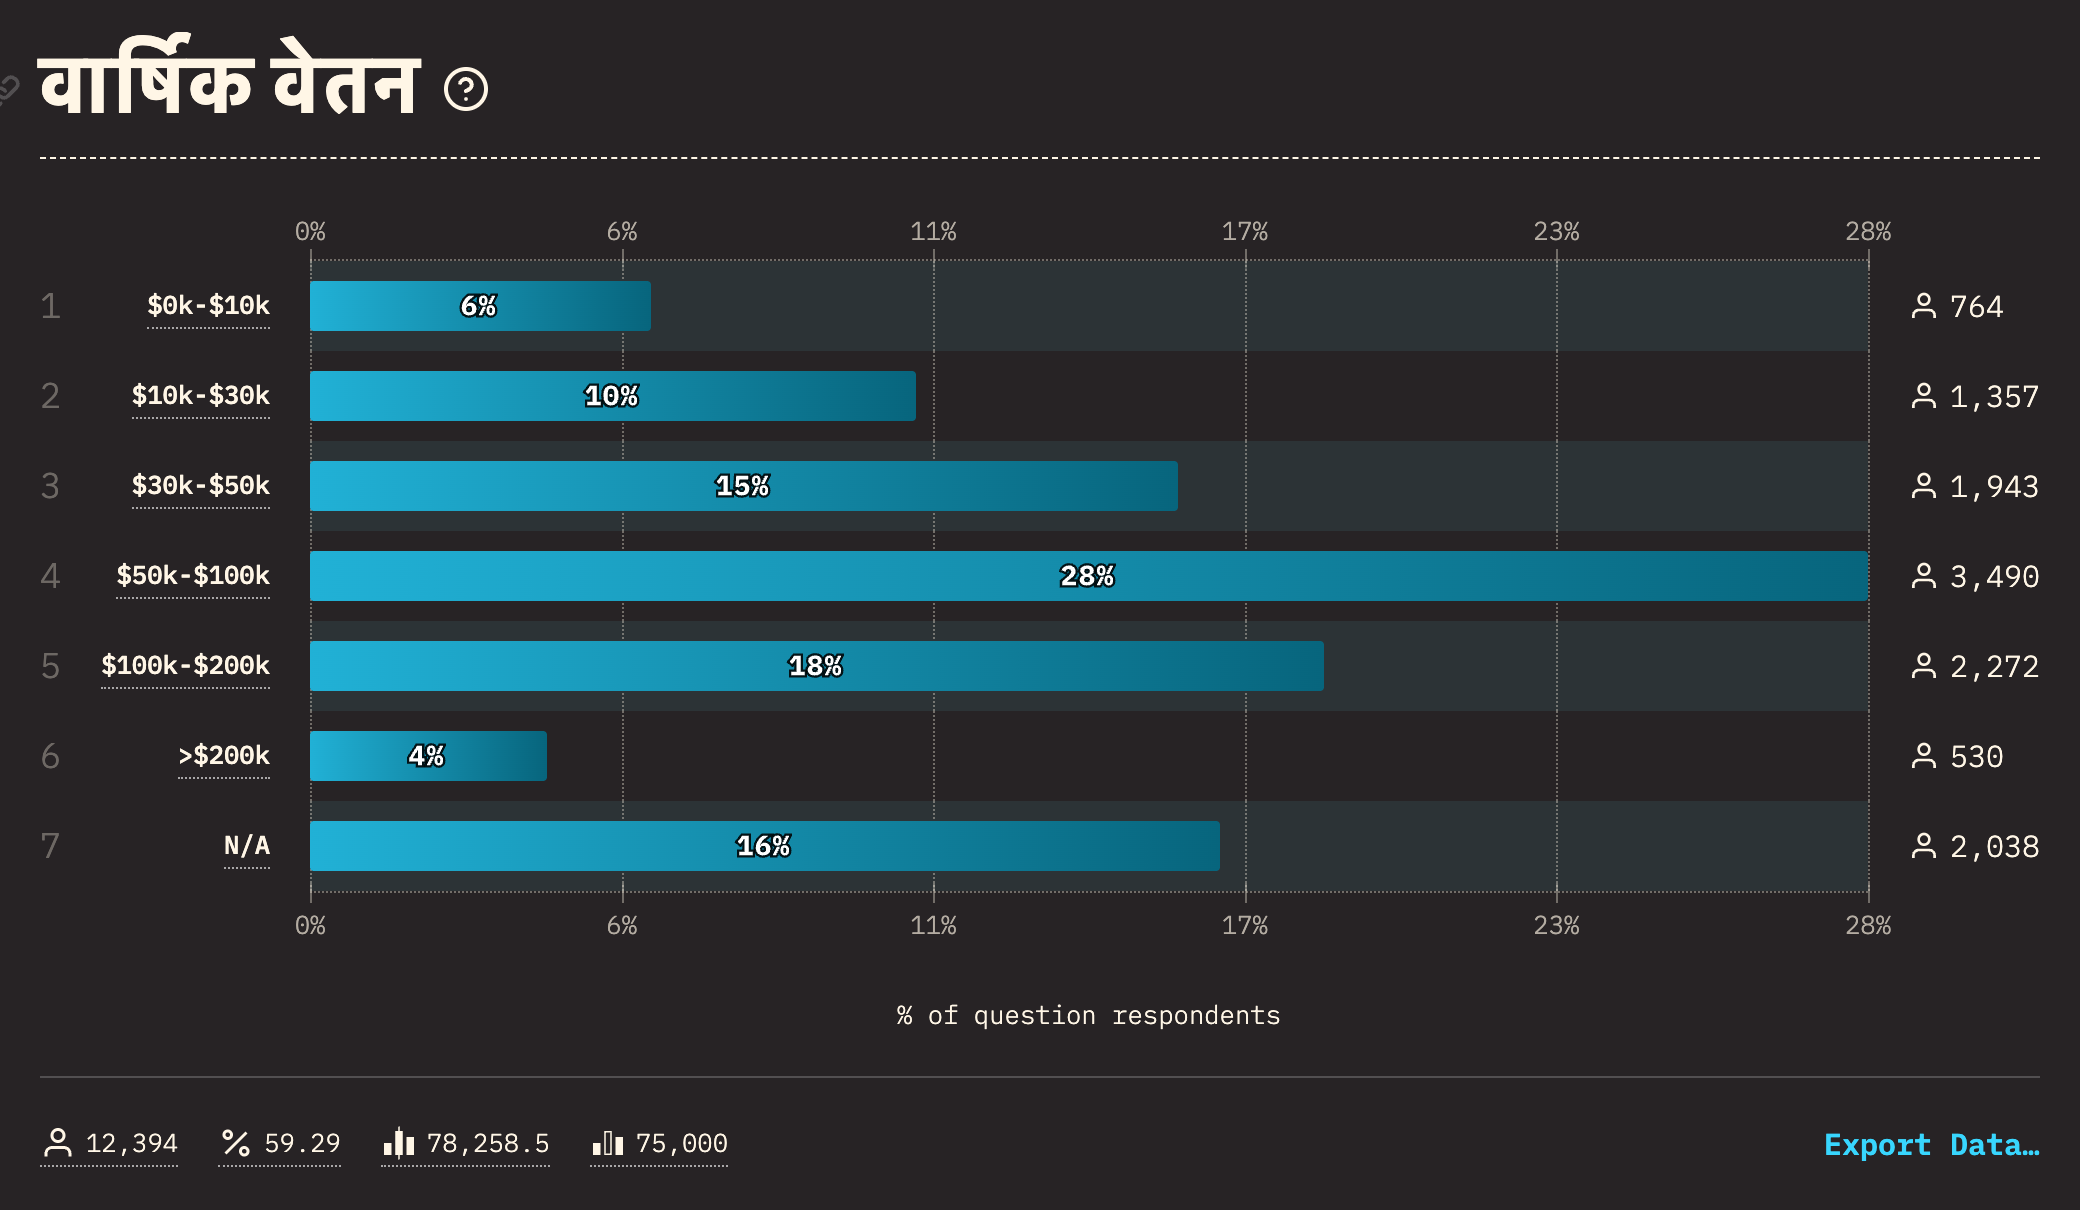 वार्षिक वेतन
0% 6% 11% 17% 23% 28%
1 $0k-$10k 6% 764
2 $10k-$30k 10% 1,357
3 $30k-$50k 15% 1,943
4 $50k-$100k 28% 3,490
5 $100k-$200k 18% 2,272
6 >$200k 4% 530
7 N/A 16% 2,038
0% 6% 11% 17% 23% 28%
% of question respondents
12,394 % 59.29 78,258.5 75,000 Export Data…